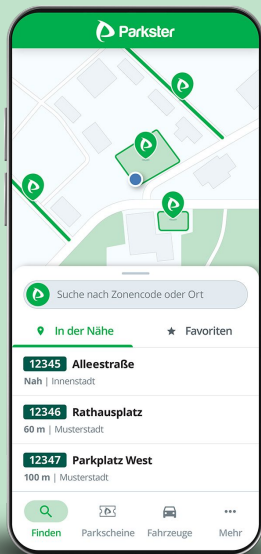 Parkster
Suche nach Zonencode oder Ort
In der Nähe
Favoriten
12345 Alleestraße
Nah | Innenstadt
12346 Rathausplatz
60 m | Musterstadt
12347 Parkplatz West
100 m | Musterstadt
Finden
Parkscheine
Fahrzeuge
Mehr